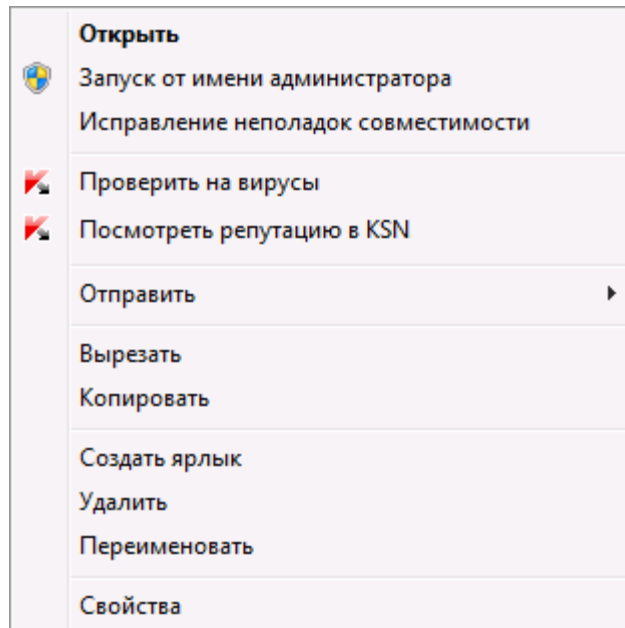 Открыть
Запуск от имени администратора
Исправление неполадок совместимости
Проверить на вирусы
Посмотреть репутацию в KSN
Отправить
Вырезать
Копировать
Создать ярлык
Удалить
Переименовать
Свойства